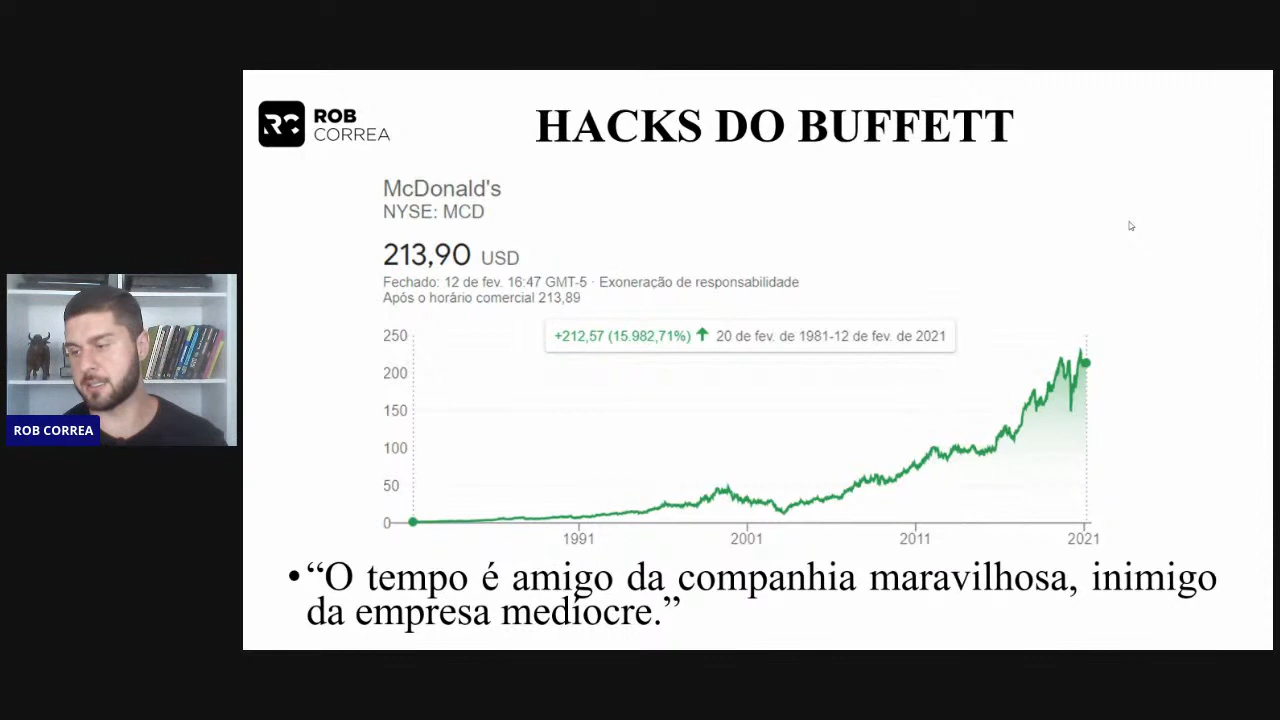 ROB
CORREA
HACKS DO BUFFETT
McDonald's
NYSE: MCD
213,90 USD
Fechado: 12 de fev. 16:47 GMT-5 · Exoneração de responsabilidade
Após o horário comercial 213,89
+212,57 (15.982,71%) ↑ 20 de fev. de 1981-12 de fev. de 2021
250
200
150
100
50
0
1991 2001 2011 2021
ROB CORREA
•“O tempo é amigo da companhia maravilhosa, inimigo
da empresa medíocre.”